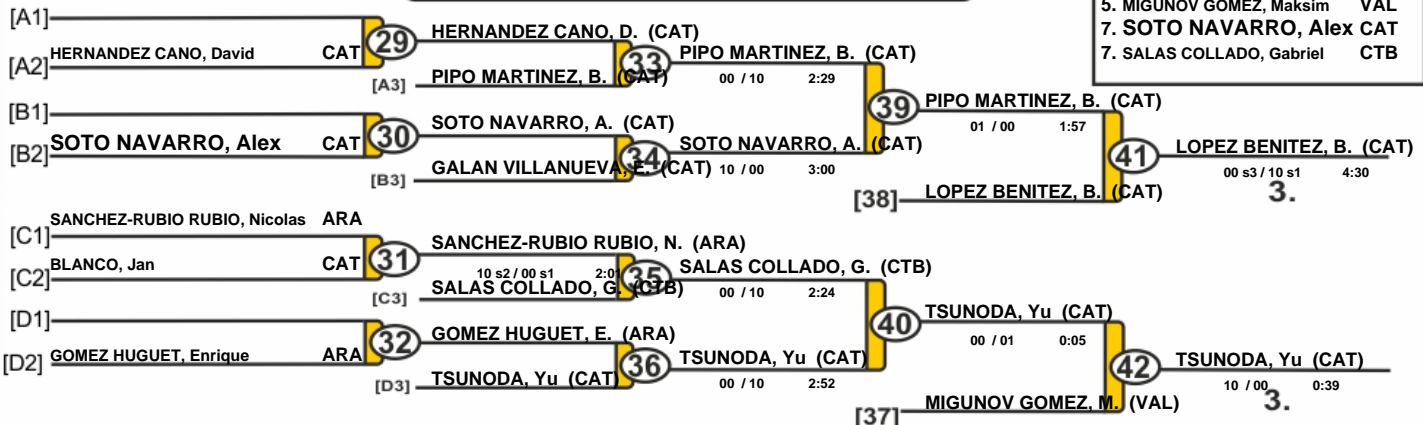 5. MIGUNOV GOMEZ, Maksim VAL
7. SOTO NAVARRO, Alex CAT
7. SALAS COLLADO, Gabriel CTB
[A1]
HERNANDEZ CANO, David CAT
[A2]
29
HERNANDEZ CANO, D. (CAT)
[A3] PIPO MARTINEZ, B. (CAT)
33
PIPO MARTINEZ, B. (CAT)
00 / 10 2:29
[B1]
SOTO NAVARRO, Alex CAT
[B2]
30
SOTO NAVARRO, A. (CAT)
[B3] GALAN VILLANUEVA, E. (CAT)
34
SOTO NAVARRO, A. (CAT)
10 / 00 3:00
39
PIPO MARTINEZ, B. (CAT)
01 / 00 1:57
[38] LOPEZ BENITEZ, B. (CAT)
41
LOPEZ BENITEZ, B. (CAT)
00 s3 / 10 s1 4:30
3.
SANCHEZ-RUBIO RUBIO, Nicolas ARA
[C1]
BLANCO, Jan CAT
[C2]
31
SANCHEZ-RUBIO RUBIO, N. (ARA)
10 s2 / 00 s1 2:01
[C3] SALAS COLLADO, G. (CTB)
35
SALAS COLLADO, G. (CTB)
00 / 10 2:24
[D1]
[D2] GOMEZ HUGUET, Enrique ARA
32
GOMEZ HUGUET, E. (ARA)
[D3] TSUNODA, Yu (CAT)
36
TSUNODA, Yu (CAT)
00 / 10 2:52
40
TSUNODA, Yu (CAT)
00 / 01 0:05
[37] MIGUNOV GOMEZ, M. (VAL)
42
TSUNODA, Yu (CAT)
10 / 00 0:39
3.